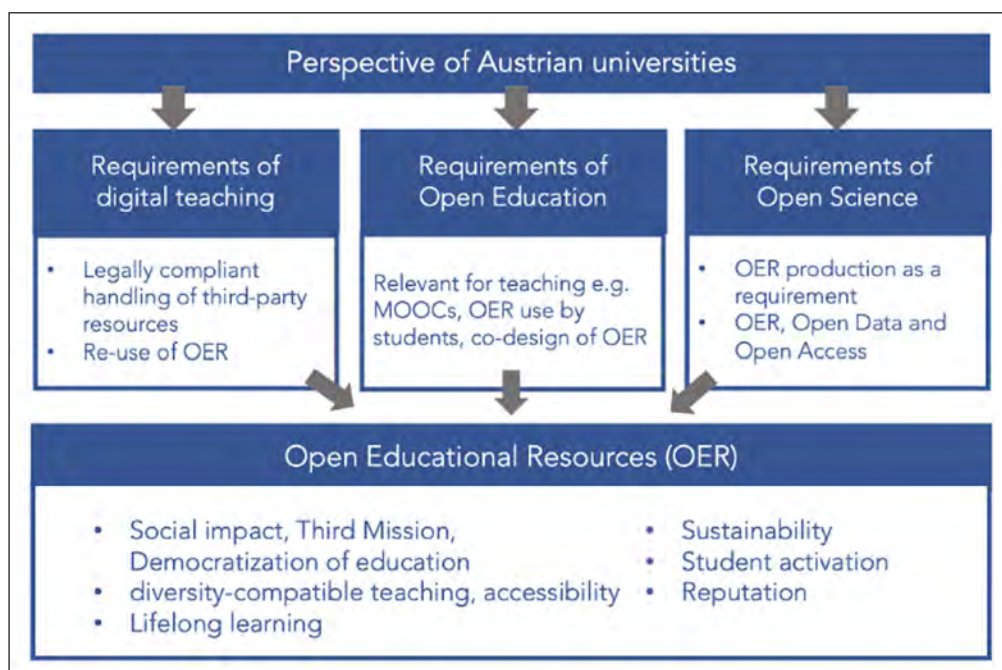 Perspective of Austrian universities
Requirements of
digital teaching
• Legally compliant
handling of third-party
resources
• Re-use of OER
Requirements of
Open Education
Relevant for teaching e.g.
MOOCs, OER use by
students, co-design of OER
Requirements of
Open Science
• OER production as a
requirement
• OER, Open Data and
Open Access
Open Educational Resources (OER)
• Social impact, Third Mission,
Democratization of education
• diversity-compatible teaching, accessibility
• Lifelong learning
• Sustainability
• Student activation
• Reputation